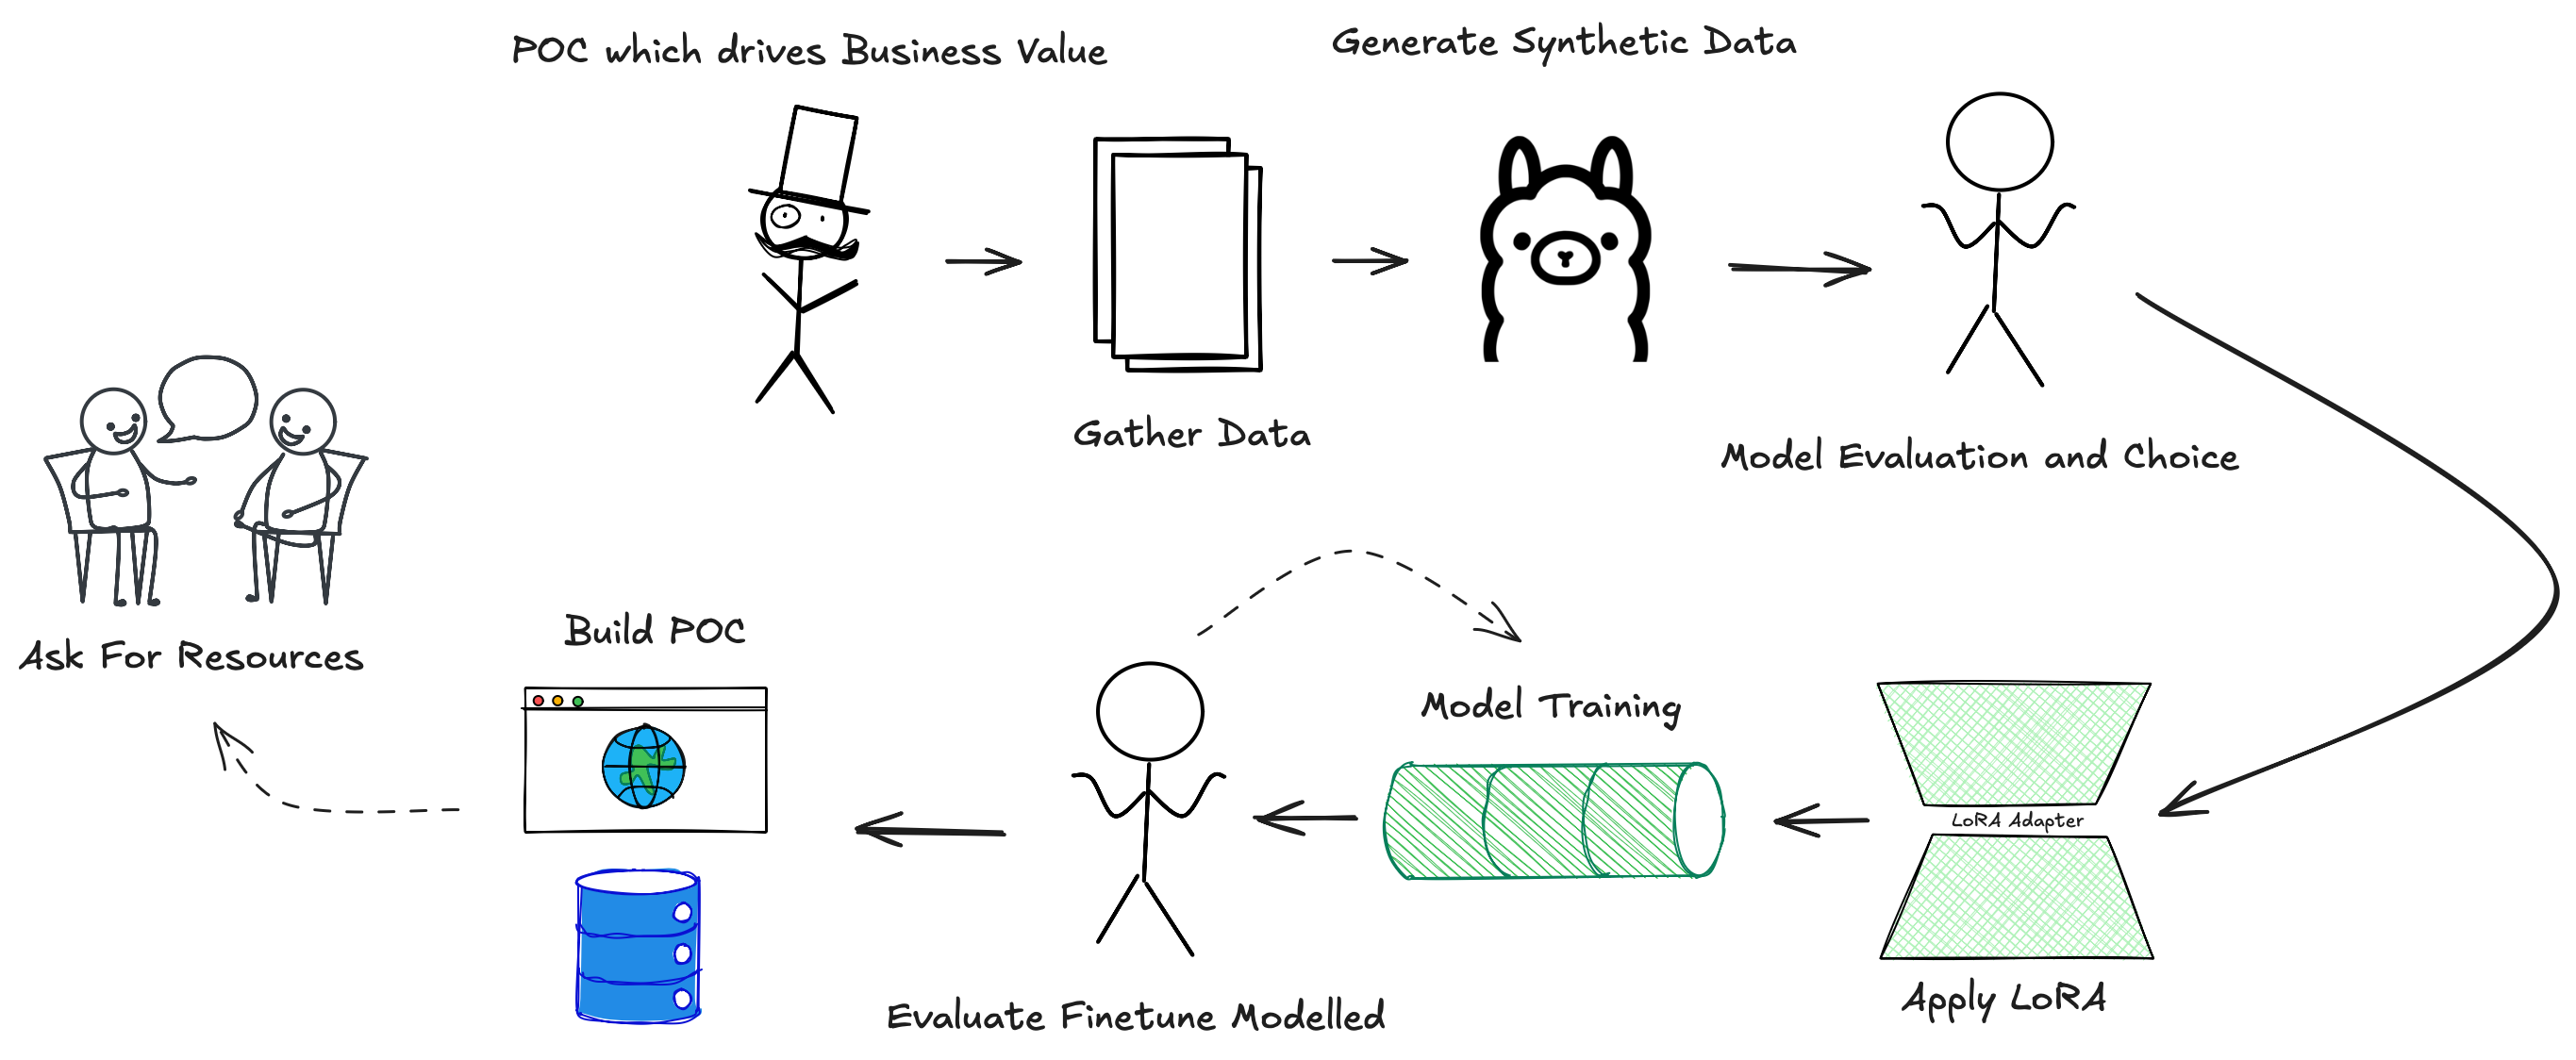 POC which drives Business Value
Generate Synthetic Data
Gather Data
Model Evaluation and Choice
Ask For Resources
Build POC
Model Training
LoRA Adapter
Apply LoRA
Evaluate Finetune Modelled